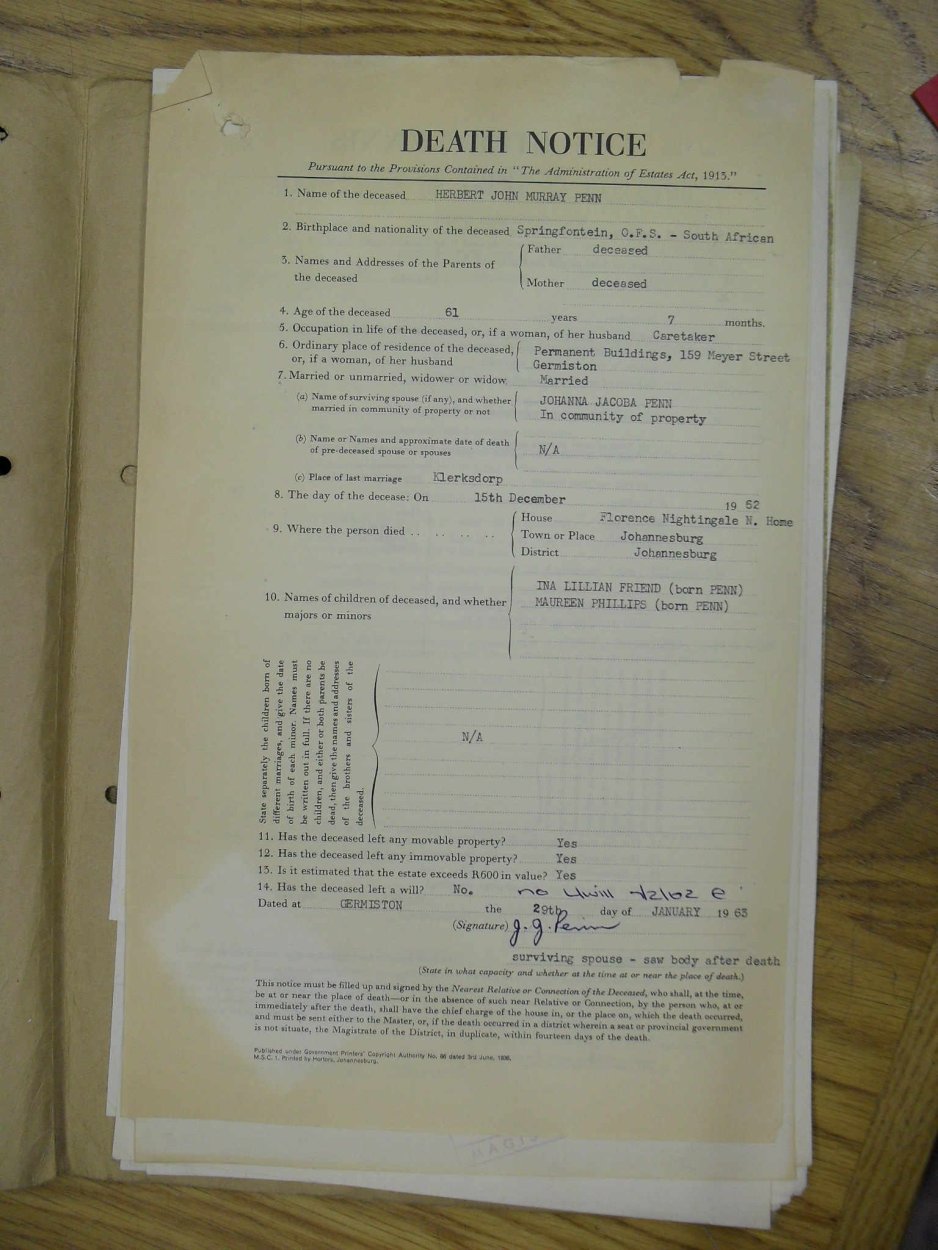 DEATH NOTICE
Pursuant to the Provisions Contained in "The Administration of Estates Act, 1913."
1. Name of the deceased HERBERT JOHN MURRAY PENN
2. Birthplace and nationality of the deceased Springfontein, O.F.S. - South African
3. Names and Addresses of the Parents of the deceased
Father deceased
Mother deceased
4. Age of the deceased 61 years 7 months.
5. Occupation in life of the deceased, or, if a woman, of her husband Caretaker
6. Ordinary place of residence of the deceased, or, if a woman, of her husband
Permanent Buildings, 159 Meyer Street
Germiston
7. Married or unmarried, widower or widow. Married
(a) Name of surviving spouse (if any), and whether married in community of property or not
JOHANNA JACOBA PENN
In community of property
(b) Name or Names and approximate date of death of pre-deceased spouse or spouses
N/A
(c) Place of last marriage Klerksdorp
8. The day of the decease: On 15th December 19 62
9. Where the person died .. .. .. .. ..
House Florence Nightingale N. Home
Town or Place Johannesburg
District Johannesburg
10. Names of children of deceased, and whether majors or minors
INA LILLIAN FRIEND (born PENN)
MAUREEN PHILLIPS (born PENN)
State separately the children born of
different marriages, and give the date
of birth of each minor. Names must
be written out in full. If there are no
children, and either or both parents be
dead, then give the names and addresses
of the brothers and sisters of the
deceased.
N/A
11. Has the deceased left any movable property? Yes
12. Has the deceased left any immovable property? Yes
13. Is it estimated that the estate exceeds R600 in value? Yes
14. Has the deceased left a will? No. no
Dated at GERMISTON the 29th day of JANUARY 19 63
(Signature) J. J. Penn
surviving spouse - saw body after death
(State in what capacity and whether at the time at or near the place of death.)
This notice must be filled up and signed by the Nearest Relative or Connection of the Deceased, who shall, at the time,
be at or near the place of death—or in the absence of such near Relative or Connection, by the person who, at or
immediately after the death, shall have the chief charge of the house in, or the place on, which the death occurred,
and must be sent either to the Master, or, if the death occurred in a district wherein a seat or provincial government
is not situate, the Magistrate of the District, in duplicate, within fourteen days of the death.
Published under Government Printers' Copyright Authority No. 66 dated 3rd June, 1936.
M.S.C. 1. Printed by Hortors, Johannesburg.